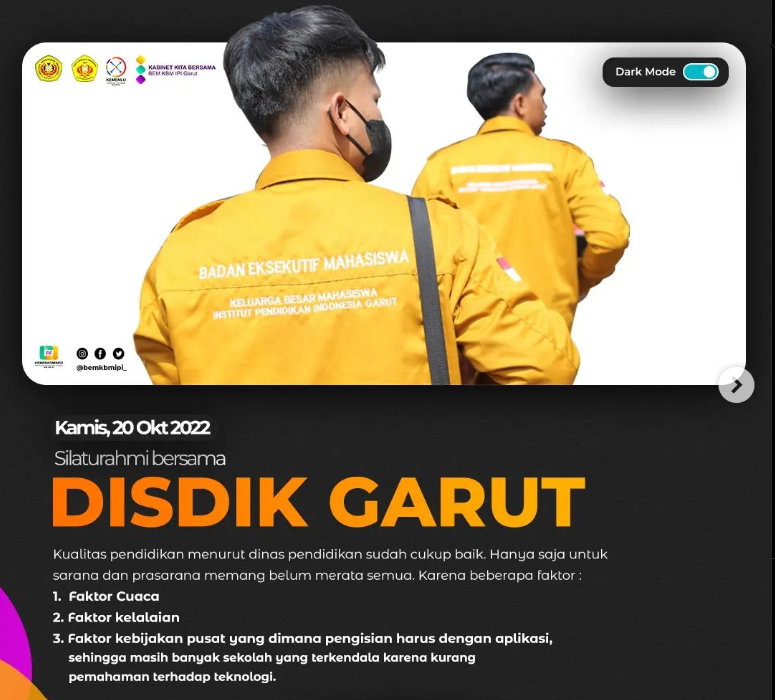 KEMENLU
KABINET KITA BERSAMA
BEM KBM IPI Garut
Dark Mode
BADAN EKSEKUTIF MAHASISWA
KELUARGA BESAR MAHASISWA
INSTITUT PENDIDIKAN INDONESIA GARUT
@bemkbmipi_
Kamis, 20 Okt 2022
Silaturahmi bersama
DISDIK GARUT
Kualitas pendidikan menurut dinas pendidikan sudah cukup baik. Hanya saja untuk
sarana dan prasarana memang belum merata semua. Karena beberapa faktor :
1. Faktor Cuaca
2. Faktor kelalaian
3. Faktor kebijakan pusat yang dimana pengisian harus dengan aplikasi,
sehingga masih banyak sekolah yang terkendala karena kurang
pemahaman terhadap teknologi.